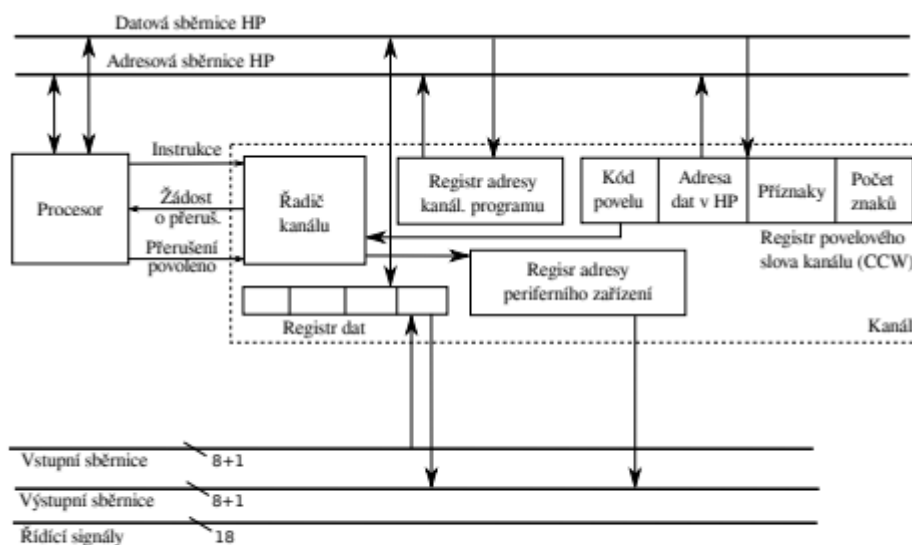 Datová sběrnice HP
Adresová sběrnice HP
Instrukce
Procesor
Žádost
o přeruš.
Přerušení
povoleno
Řadič
kanálu
Registr adresy
kanál. programu
Kód
povelu
Adresa
dat v HP
Příznaky
Počet
znaků
Registr povelového
slova kanálu (CCW)
Regisr adresy
periferního zařízení
Registr dat
Kanál
Vstupní sběrnice
8+1
Výstupní sběrnice
8+1
Řídící signály
18